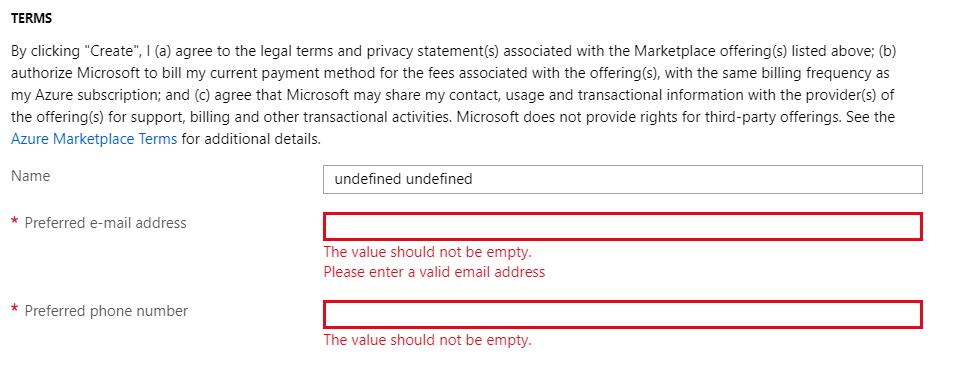 TERMS
By clicking "Create", I (a) agree to the legal terms and privacy statement(s) associated with the Marketplace offering(s) listed above; (b)
authorize Microsoft to bill my current payment method for the fees associated with the offering(s), with the same billing frequency as
my Azure subscription; and (c) agree that Microsoft may share my contact, usage and transactional information with the provider(s) of
the offering(s) for support, billing and other transactional activities. Microsoft does not provide rights for third-party offerings. See the
Azure Marketplace Terms for additional details.
Name
undefined undefined
* Preferred e-mail address
The value should not be empty.
Please enter a valid email address
* Preferred phone number
The value should not be empty.